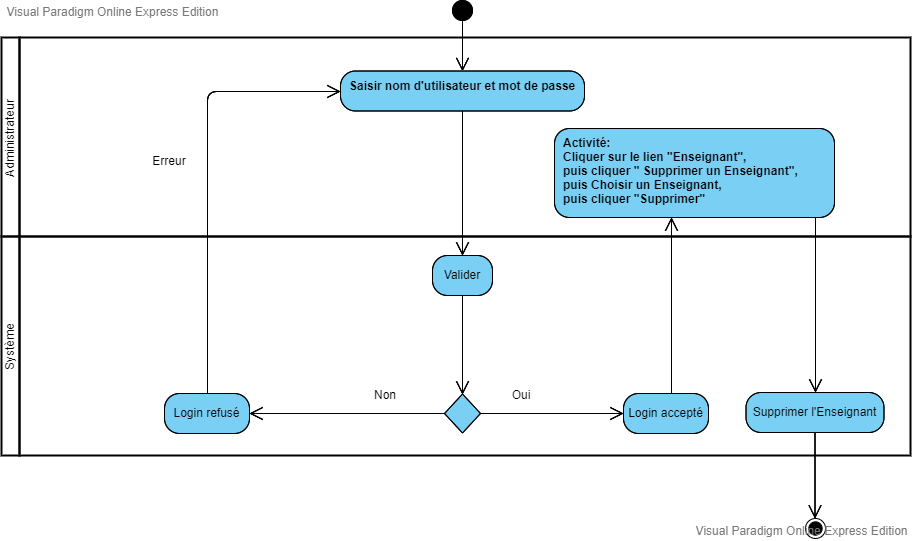 Visual Paradigm Online Express Edition
Administrateur
Saisir nom d'utilisateur et mot de passe
Erreur
Activité:
Cliquer sur le lien "Enseignant",
puis cliquer " Supprimer un Enseignant",
puis Choisir un Enseignant,
puis cliquer "Supprimer"
Système
Valider
Non
Oui
Login refusé
Login accepté
Supprimer l'Enseignant
Visual Paradigm Online Express Edition